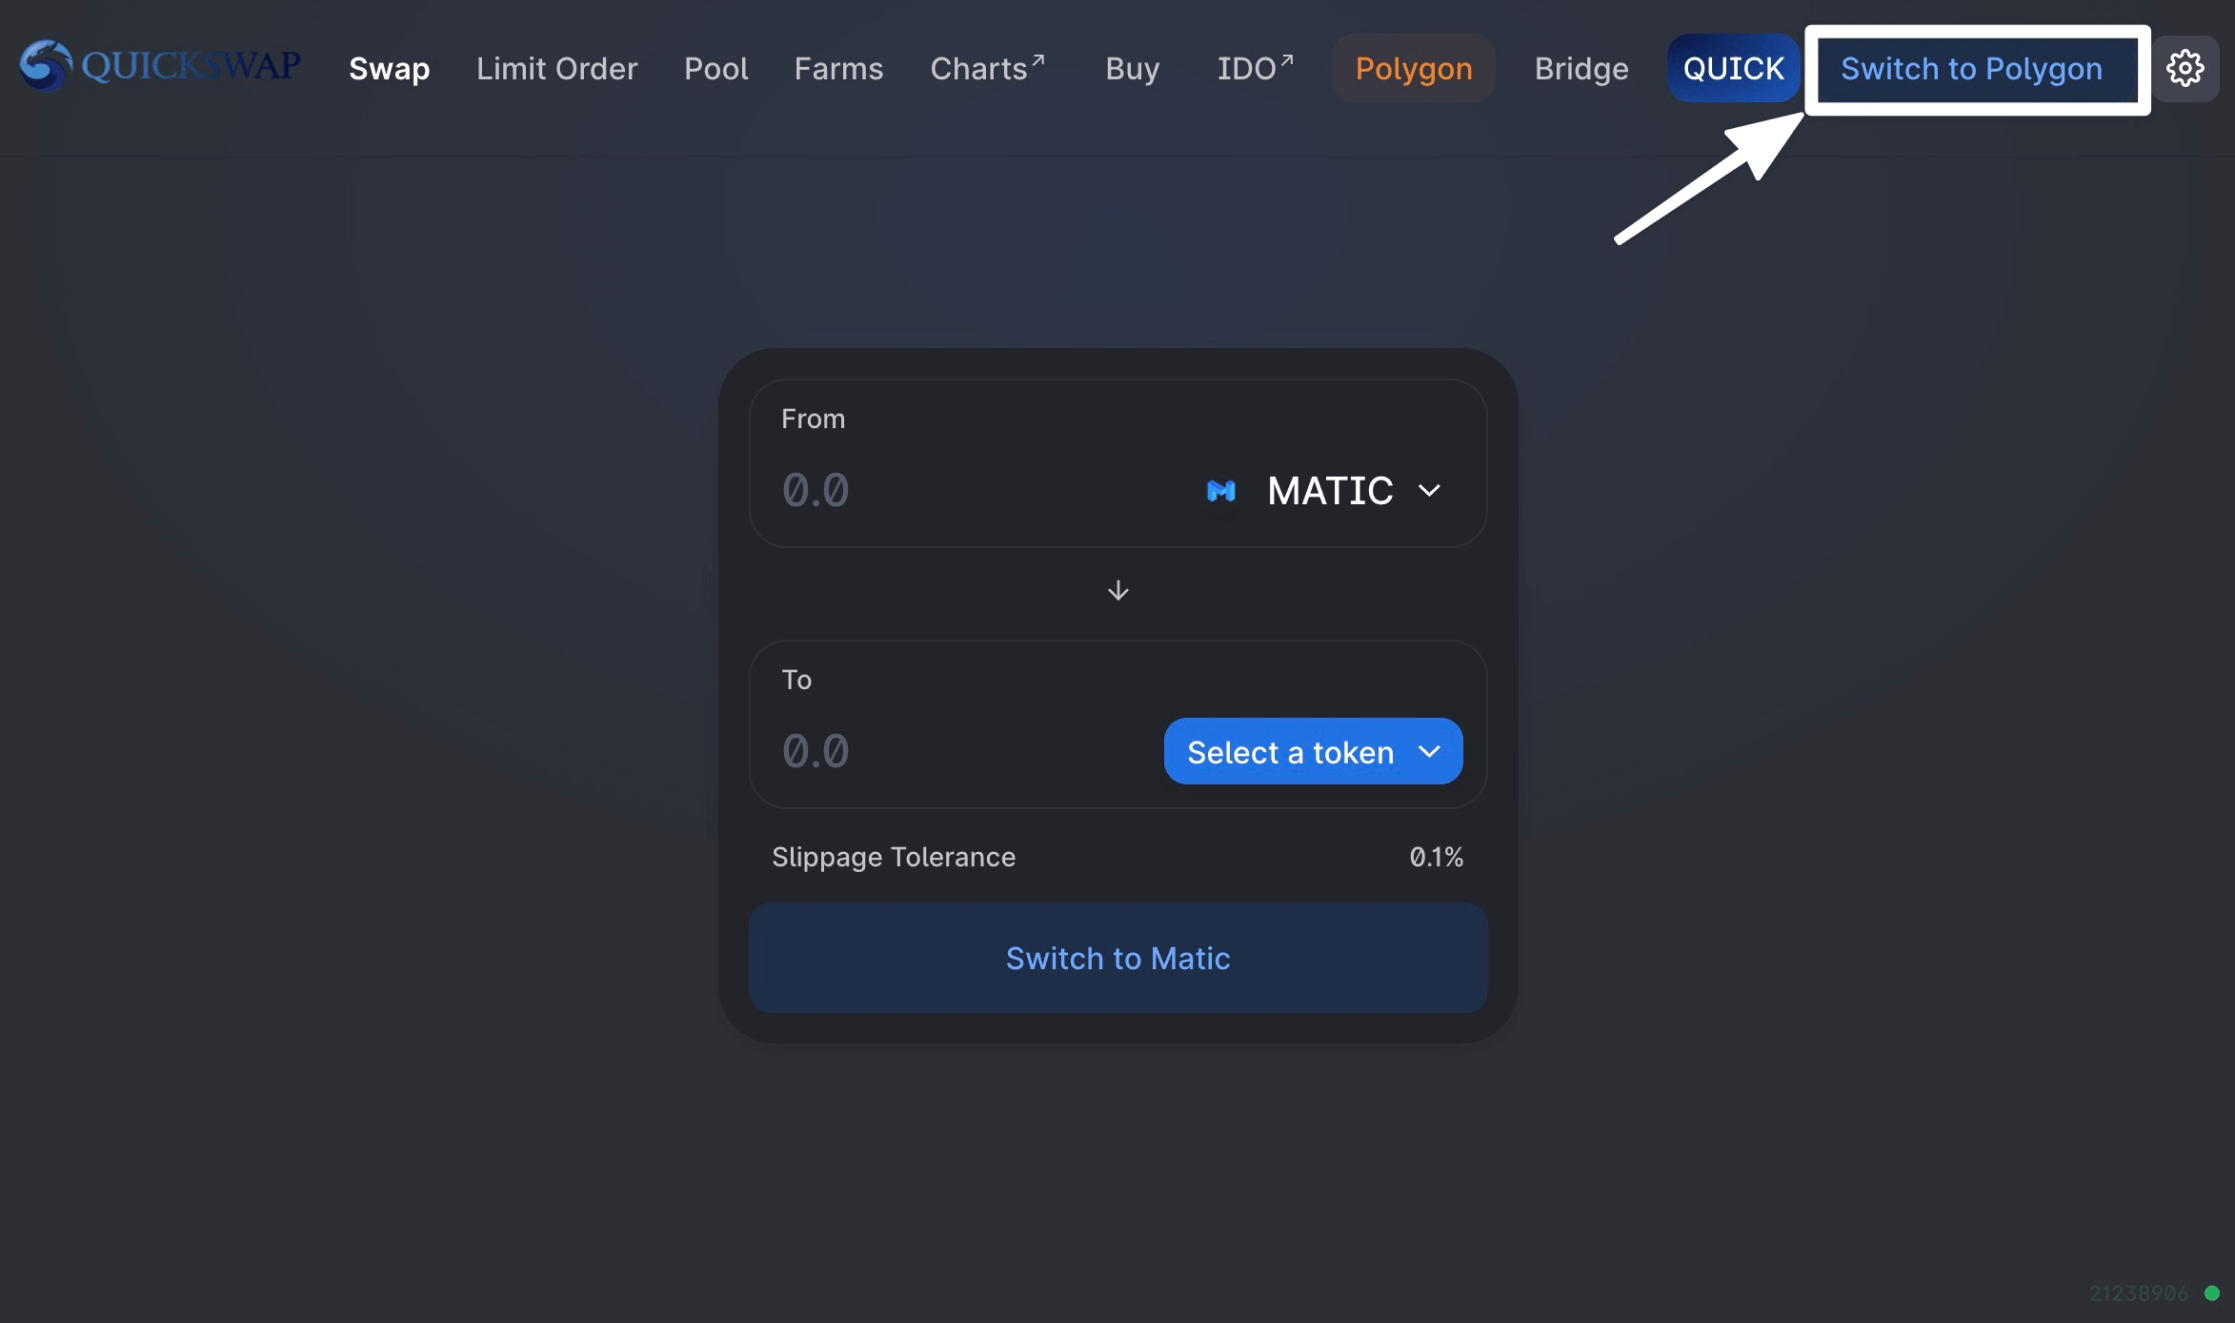 QUICKSWAP Swap Limit Order Pool Farms Charts↗ Buy IDO↗ Polygon Bridge QUICK Switch to Polygon
From
0.0 MATIC
To
0.0 Select a token
Slippage Tolerance 0.1%
Switch to Matic
21238906